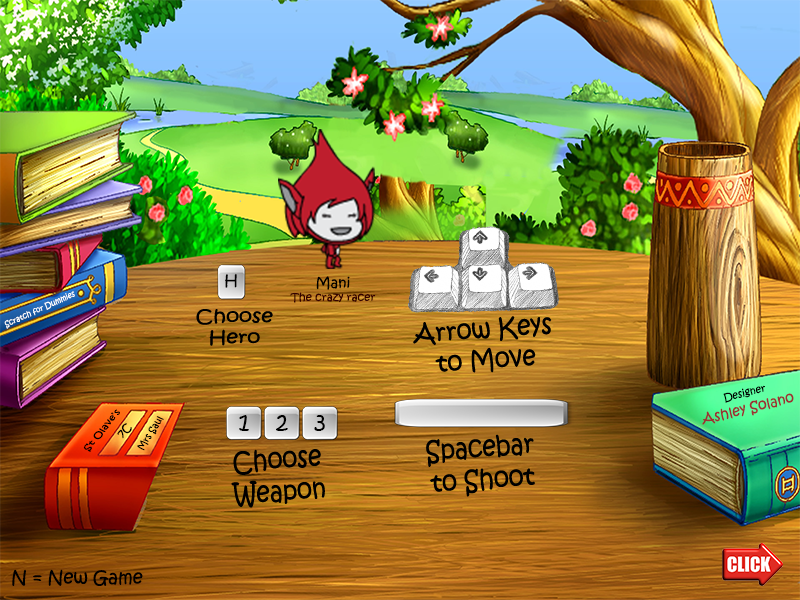 Scratch for Dummies
H
Choose
Hero
Mani
The crazy racer
Arrow Keys
to Move
Designer
Ashley Solano
St Olave's
7C
Mrs Saul
1 2 3
Choose
Weapon
Spacebar
to Shoot
N = New Game
CLICK